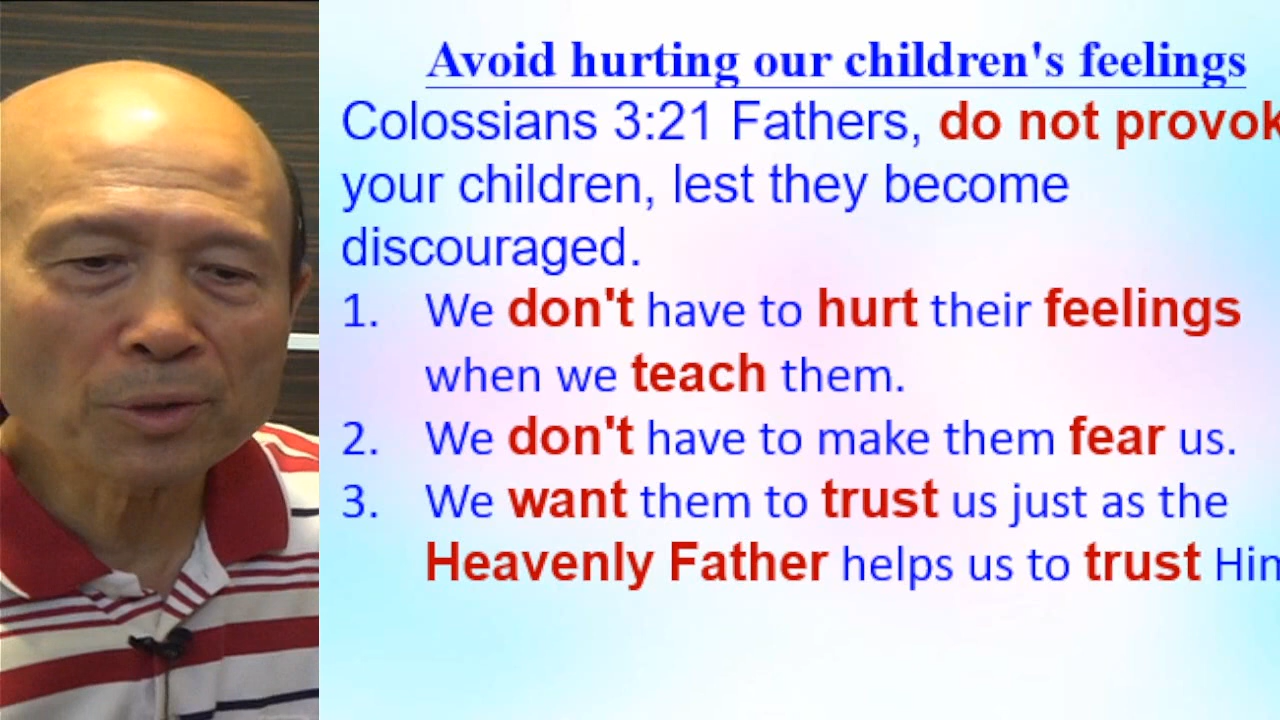 Avoid hurting our children's feelings
Colossians 3:21 Fathers, do not provok
your children, lest they become
discouraged.
1. We don't have to hurt their feelings
when we teach them.
2. We don't have to make them fear us.
3. We want them to trust us just as the
Heavenly Father helps us to trust Him